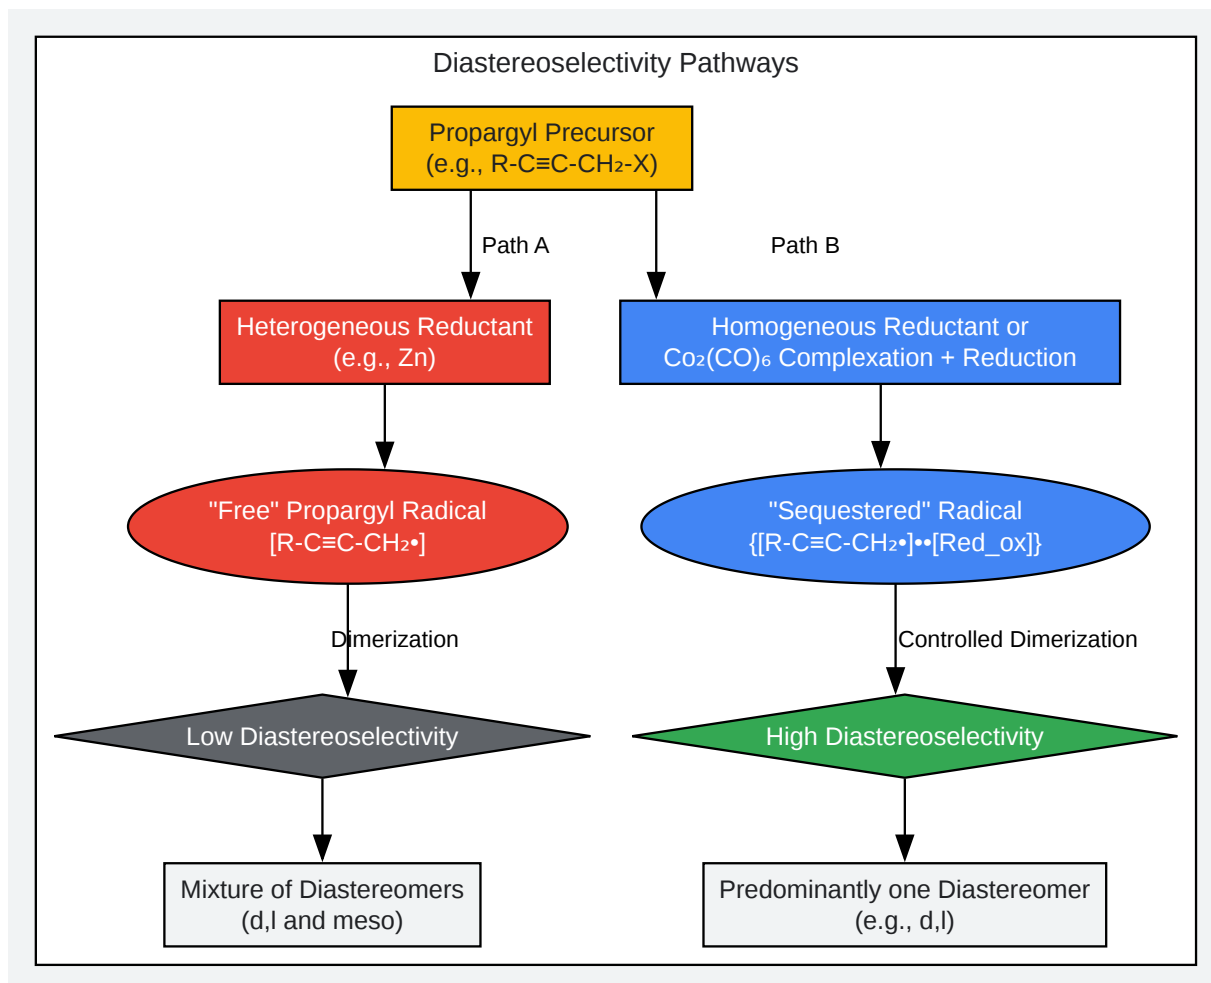 Diastereoselectivity Pathways
Propargyl Precursor
(e.g., R-C≡C-CH₂-X)
Path A
Path B
Heterogeneous Reductant
(e.g., Zn)
Homogeneous Reductant or
Co₂(CO)₆ Complexation + Reduction
"Free" Propargyl Radical
[R-C≡C-CH₂•]
"Sequestered" Radical
{[R-C≡C-CH₂•]••[Red_ox]}
Dimerization
Controlled Dimerization
Low Diastereoselectivity
High Diastereoselectivity
Mixture of Diastereomers
(d,l and meso)
Predominantly one Diastereomer
(e.g., d,l)